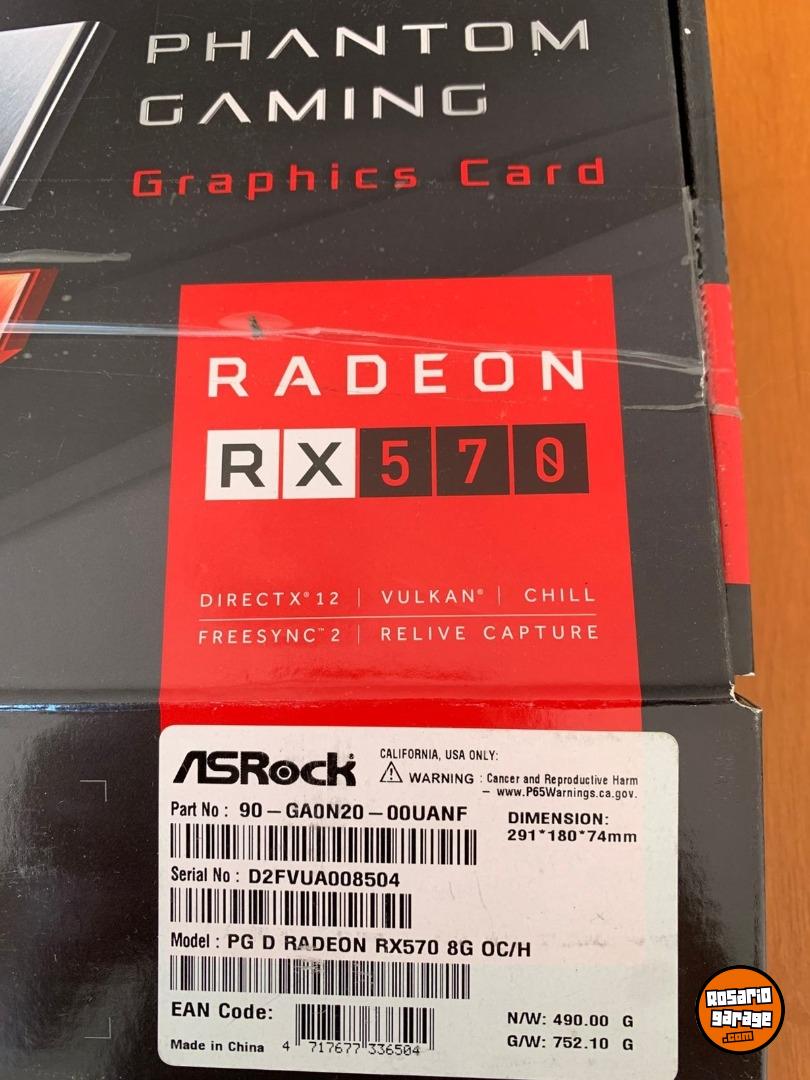 PHANTOM
GAMING
Graphics Card
RADEON
RX 570
DIRECTX® 12 | VULKAN® | CHILL
FREESYNC™ 2 | RELIVE CAPTURE
ASRock
CALIFORNIA, USA ONLY:
WARNING : Cancer and Reproductive Harm
– www.P65Warnings.ca.gov.
Part No : 90 – GA0N20 – 00UANF
DIMENSION:
291*180*74mm
Serial No : D2FVUA008504
Model : PG D RADEON RX570 8G OC/H
EAN Code:
4 717677 336504
Made in China
N/W: 490.00 G
G/W: 752.10 G
Rosario
garage
.com